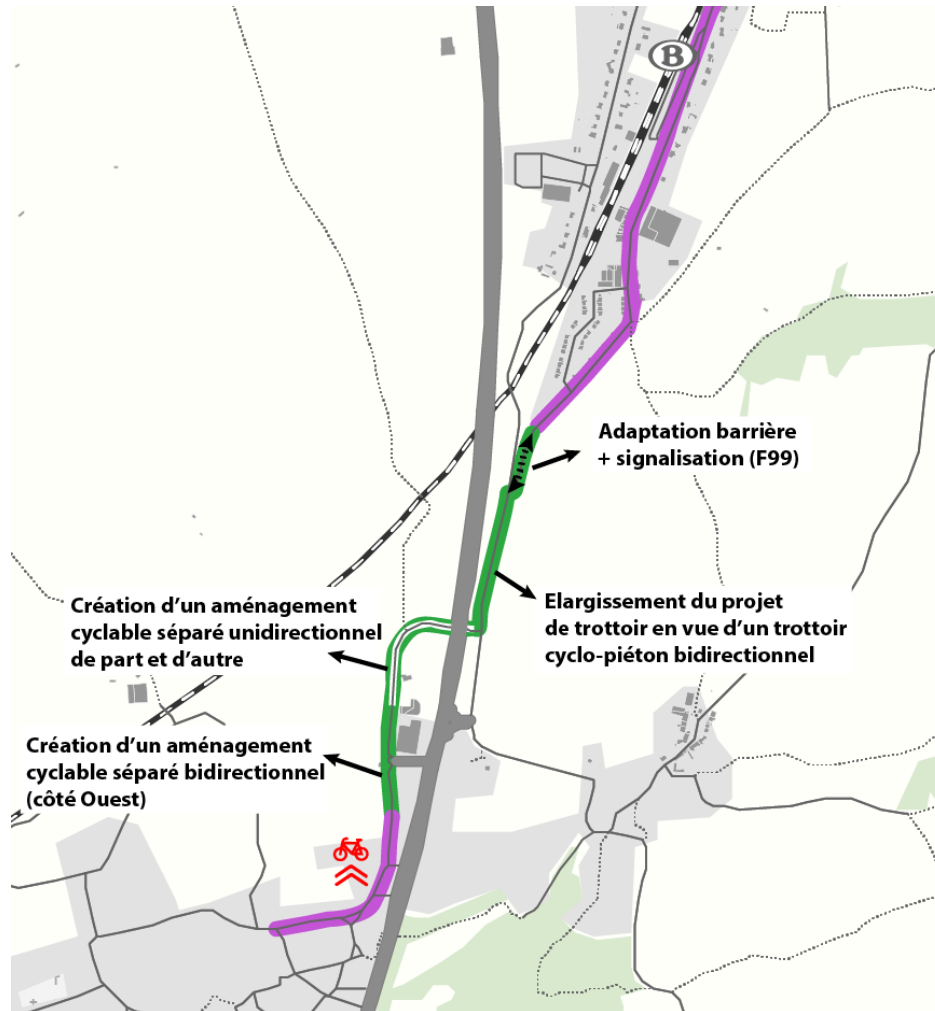 B
Adaptation barrière
+ signalisation (F99)
Création d’un aménagement
cyclable séparé unidirectionnel
de part et d’autre
Elargissement du projet
de trottoir en vue d’un trottoir
cyclo-piéton bidirectionnel
Création d’un aménagement
cyclable séparé bidirectionnel
(côté Ouest)